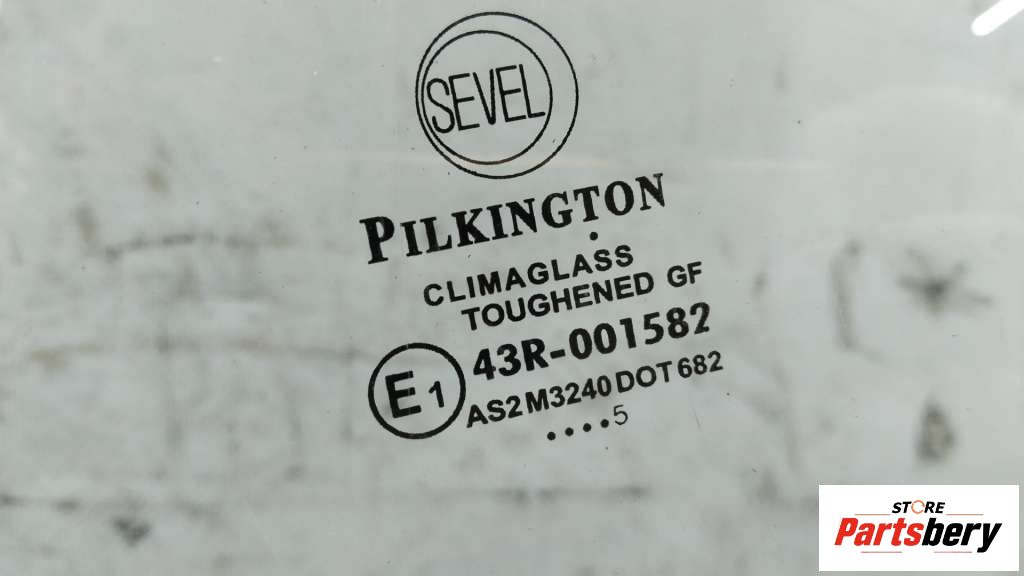 SEVEL
PILKINGTON
CLIMAGLASS
TOUGHENED GF
43R-001582
E1
AS2 M3240 DOT 682
....5
STORE
Partsbery